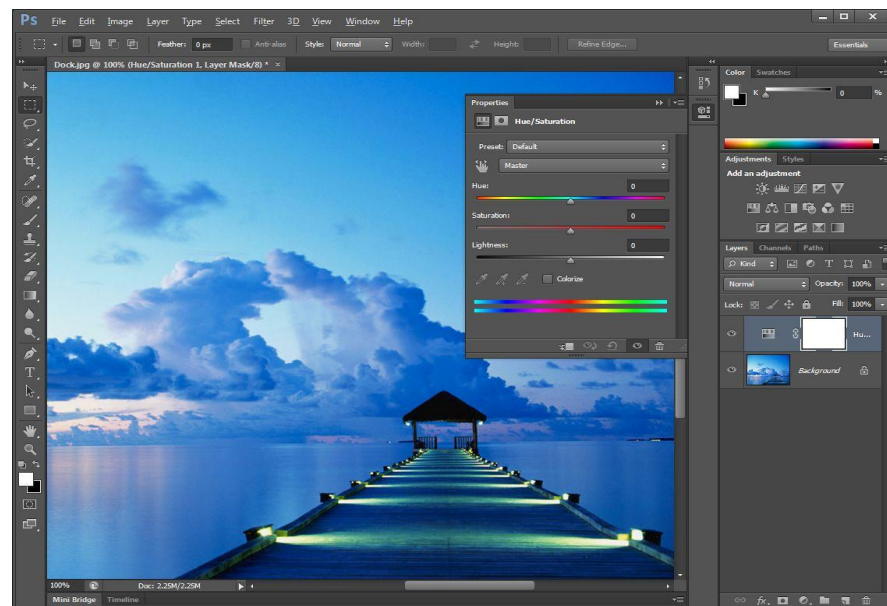 Ps File Edit Image Layer Type Select Filter 3D View Window Help
Feather: 0 px Anti-alias Style: Normal Width: Height: Refine Edge... Essentials
Dock.jpg @ 100% (Hue/Saturation 1, Layer Mask/8) * ×
Properties
Hue/Saturation
Preset: Default
Master
Hue: 0
Saturation: 0
Lightness: 0
Colorize
Color Swatches
K 0 %
Adjustments Styles
Add an adjustment
Layers Channels Paths
Kind
Normal Opacity: 100%
Lock: Fill: 100%
Hu...
Background
100% Doc: 2.25M/2.25M
Mini Bridge Timeline
fx